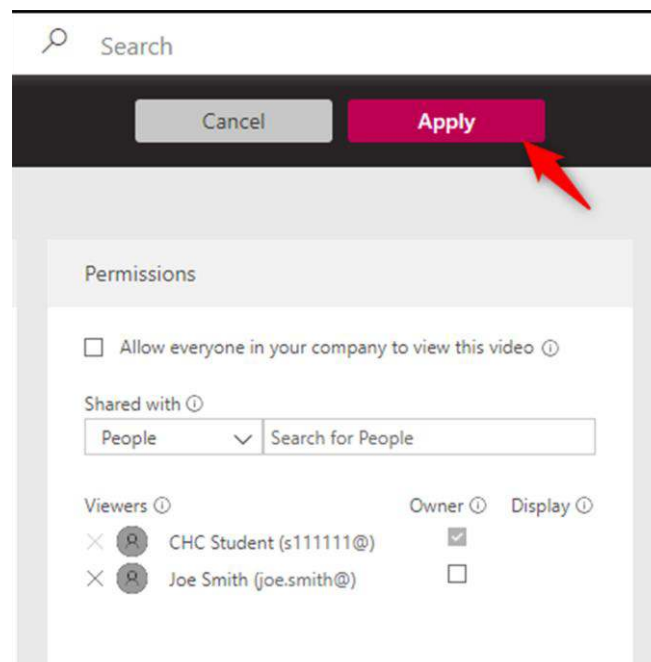 Search
Cancel Apply
Permissions
Allow everyone in your company to view this video
Shared with
People Search for People
Viewers Owner Display
CHC Student (s111111@)
Joe Smith (joe.smith@)